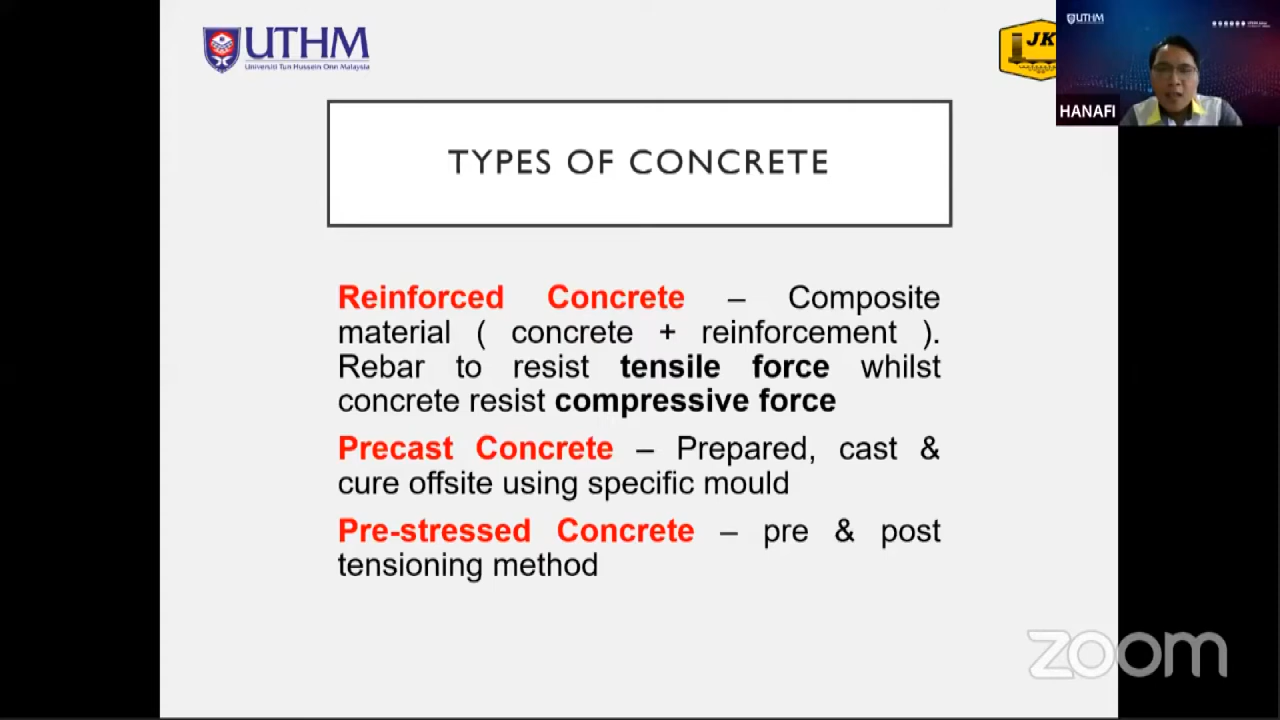 UTHM
Universiti Tun Hussein Onn Malaysia
JK
UTHM
HANAFI
TYPES OF CONCRETE
Reinforced Concrete – Composite
material ( concrete + reinforcement ).
Rebar to resist tensile force whilst
concrete resist compressive force
Precast Concrete – Prepared, cast &
cure offsite using specific mould
Pre-stressed Concrete – pre & post
tensioning method
zoom